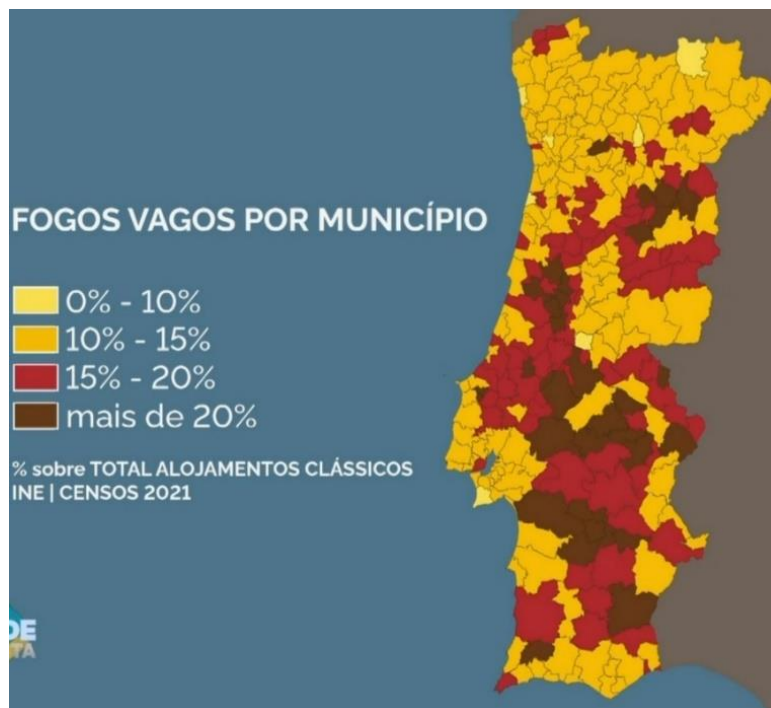 FOGOS VAGOS POR MUNICÍPIO
0% - 10%
10% - 15%
15% - 20%
mais de 20%
% sobre TOTAL ALOJAMENTOS CLÁSSICOS
INE | CENSOS 2021